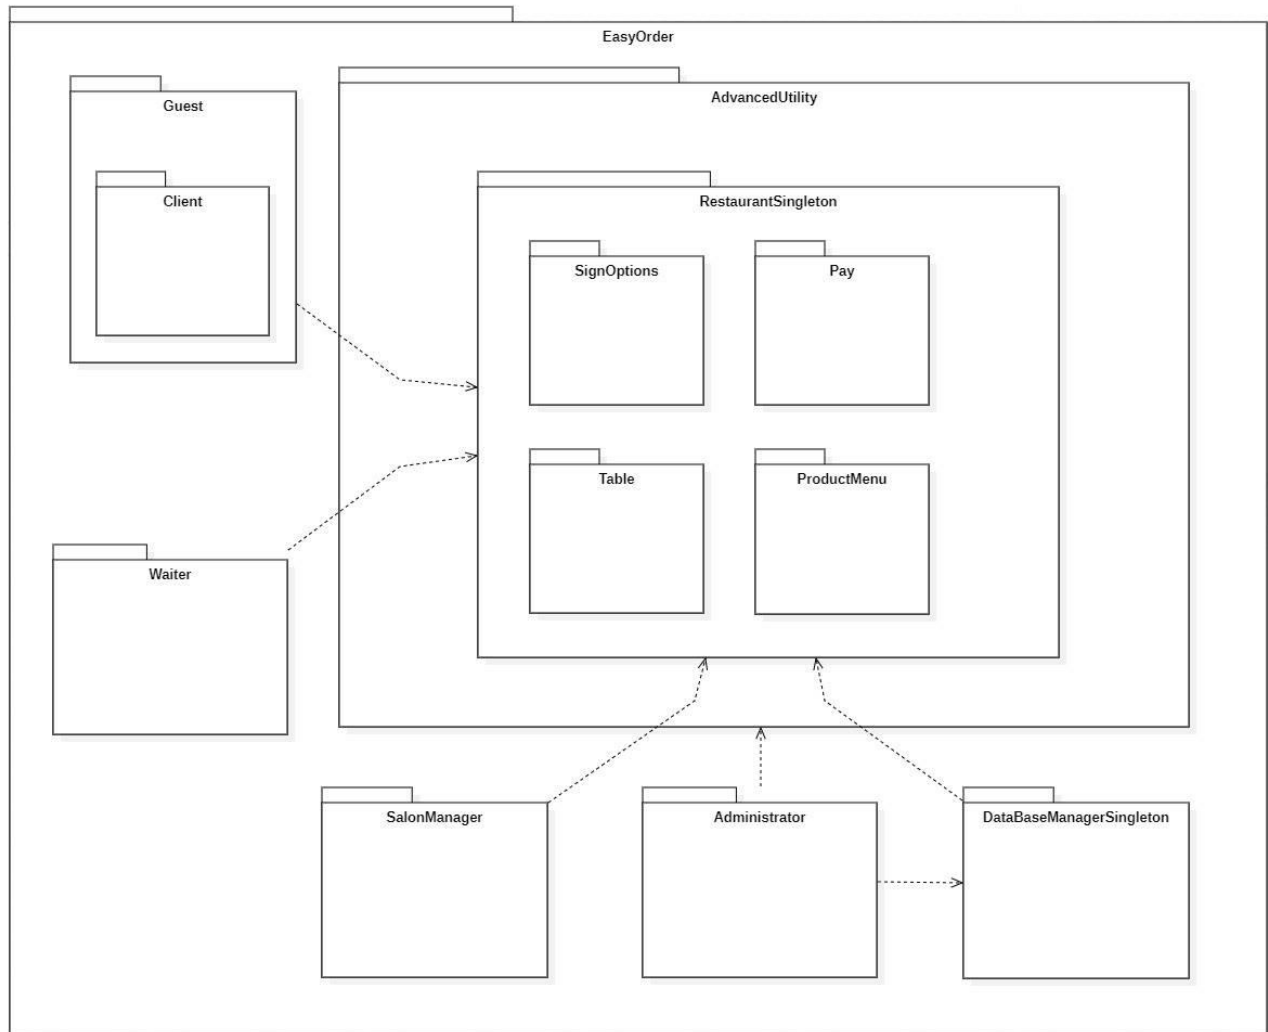 EasyOrder
Guest
AdvancedUtility
Client
RestaurantSingleton
SignOptions
Pay
Table
ProductMenu
Waiter
SalonManager
Administrator
DataBaseManagerSingleton